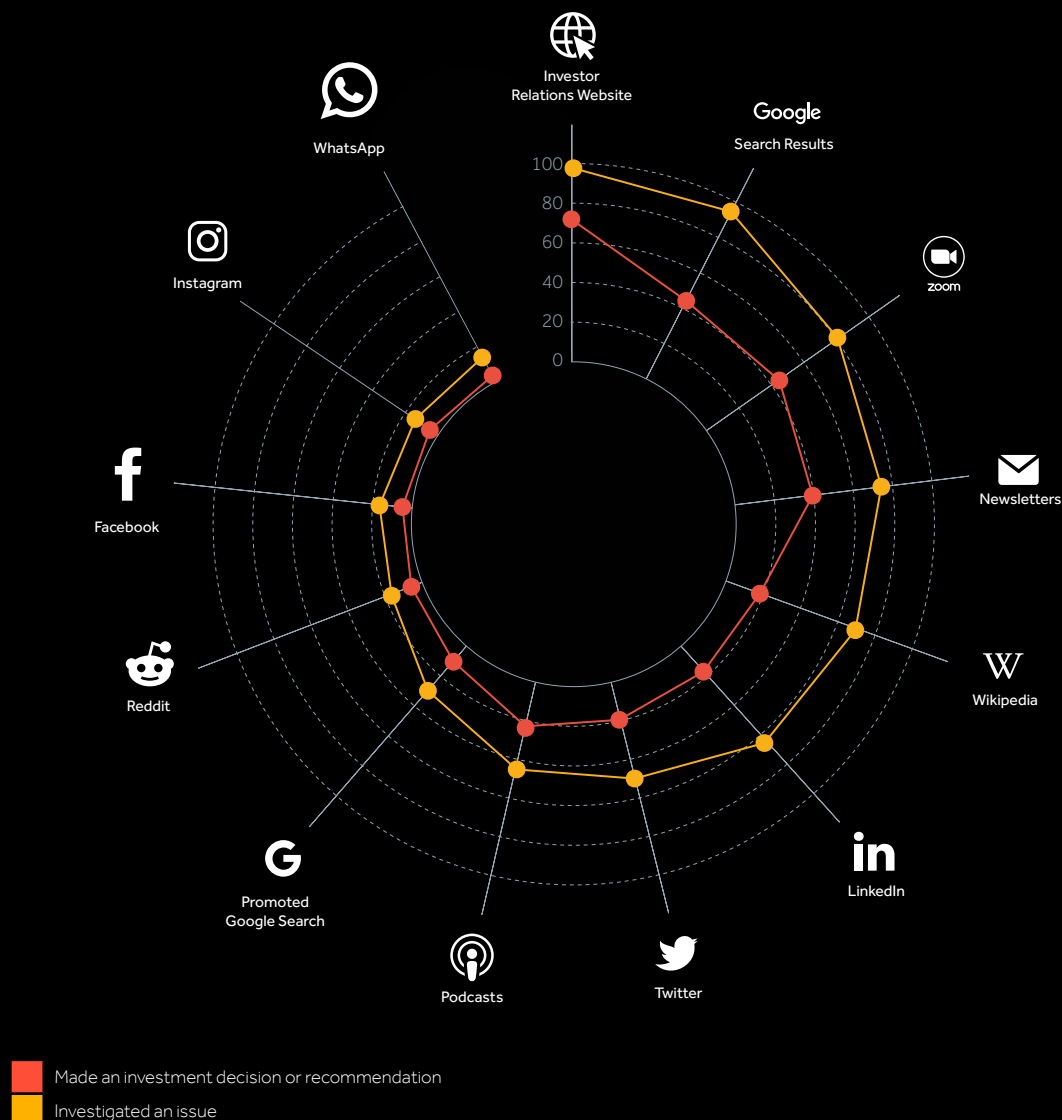 Investor
Relations Website
Google
Search Results
zoom
Newsletters
W
Wikipedia
in
LinkedIn
Twitter
Podcasts
G
Promoted
Google Search
Reddit
f
Facebook
Instagram
WhatsApp
100
80
60
40
20
0
Made an investment decision or recommendation
Investigated an issue